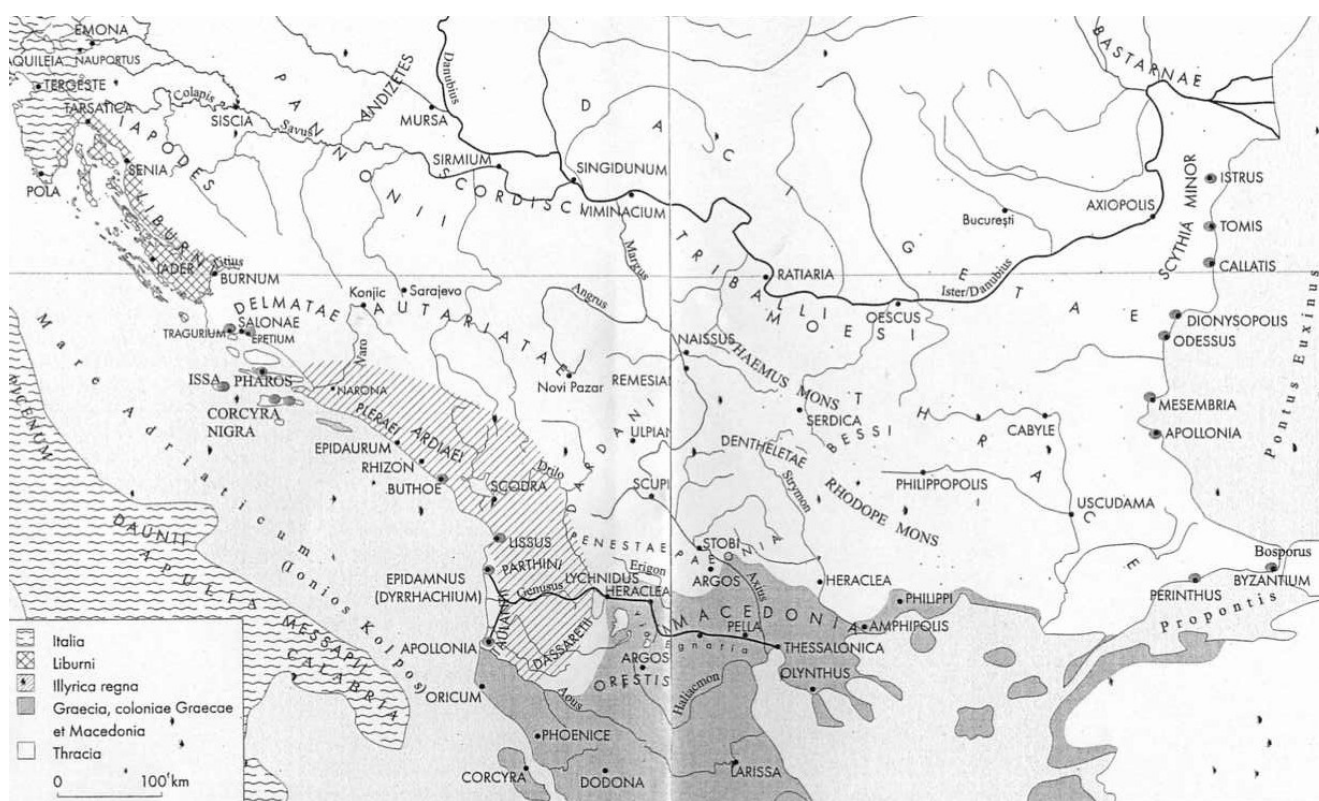 EMONA
AQUILEIA NAUPORTUS
TERGESTE
TARSATICA
Colapis
SISCIA
Savus
PANNONII
ANDIZETES
Danubius
MURSA
SIRMIUM
SCORDISCI
SINGIDUNUM
VIMINACIUM
DACI
BASTARNAE
IAPODES
SENIA
POLA
LIBURNI
IADER
Titius
BURNUM
Margus
TRIBALLI
MOESI
RATIARIA
GETAE
Bucureşti
AXIOPOLIS
SCYTHIA MINOR
ISTRUS
TOMIS
CALLATIS
Ister/Danubius
OESCUS
DIONYSOPOLIS
ODESSUS
Pontus Euxinus
Mare Adriaticum
(Ionios Kolpos)
DELMATAE
Konjic
Sarajevo
AUTARIATAE
Angrus
TRAGURIUM
SALONAE
EPETIUM
Naro
Novi Pazar
NAISSUS
REMESIAN
HAEMUS MONS
SERDICA
BESSI
THRACE
CABYLE
MESEMBRIA
APOLLONIA
ISSA
PHAROS
NARONA
CORCYRA
NIGRA
PLERAEI
ARDIAEI
EPIDAURUM
RHIZON
BUTHOE
SCODRA
Drilo
DARDANI
ULPIAN
SCUPI
DENTHELETAE
Strymon
PHILIPPOPOLIS
RHODOPE MONS
USCUDAMA
DAUNII
APULEIA
MESSAPII
CALABRIA
LISSUS
PARTHINI
EPIDAMNUS
(DYRRHACHIUM)
Genusus
LYCHNIDUS
HERACLEA
PENESTAE
Erigon
PAEONIA
STOBI
ARGOS
Axius
HERACLEA
PHILIPPI
AMPHIPOLIS
Bosporus
BYZANTIUM
PERINTHUS
Propontis
MACEDONIA
PELLA
Via Egnatia
THESSALONICA
OLYNTHUS
APOLLONIA
DASSARETII
ARGOS
ORESTIS
Haliacmon
Aous
ORICUM
PHOENICE
CORCYRA
DODONA
LARISSA
Italia
Liburni
Illyrica regna
Graecia, coloniae Graecae
et Macedonia
Thracia
0 100 km